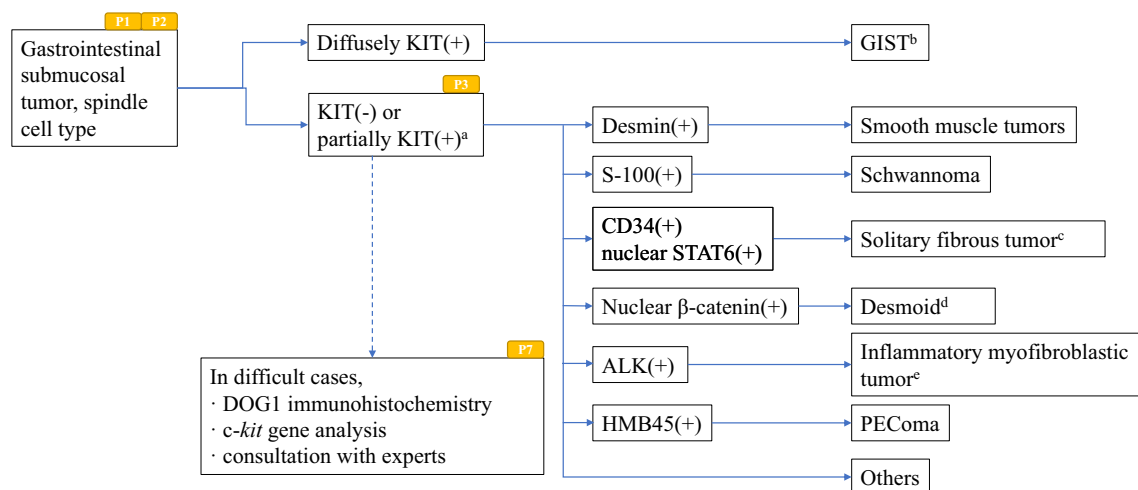 P1 P2
Gastrointestinal
submucosal
tumor, spindle
cell type
Diffusely KIT(+)
GISTᵇ
P3
KIT(-) or
partially KIT(+)ᵃ
Desmin(+)
Smooth muscle tumors
S-100(+)
Schwannoma
CD34(+)
nuclear STAT6(+)
Solitary fibrous tumorᶜ
Nuclear β-catenin(+)
Desmoidᵈ
ALK(+)
Inflammatory myofibroblastic
tumorᵉ
HMB45(+)
PEComa
Others
P7
In difficult cases,
· DOG1 immunohistochemistry
· c-kit gene analysis
· consultation with experts